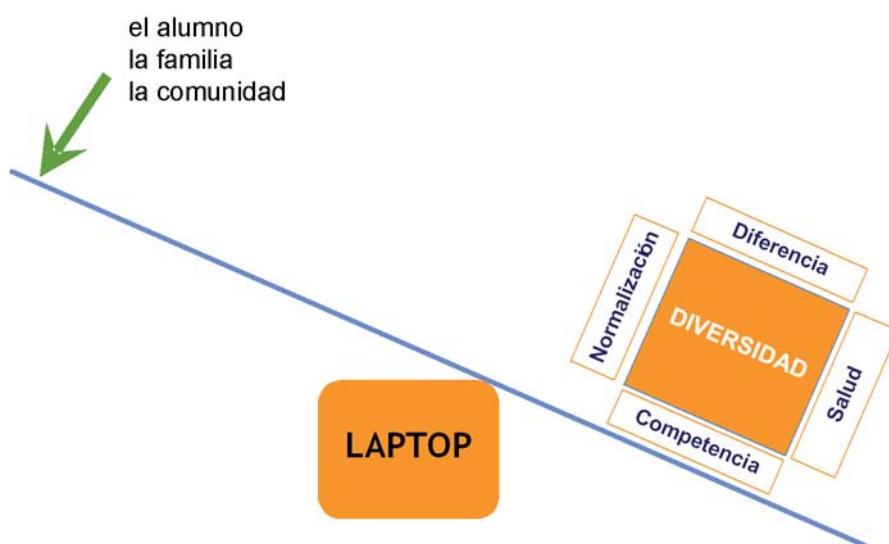 el alumno
la familia
la comunidad
Diferencia
Normalización
DIVERSIDAD
Salud
Competencia
LAPTOP